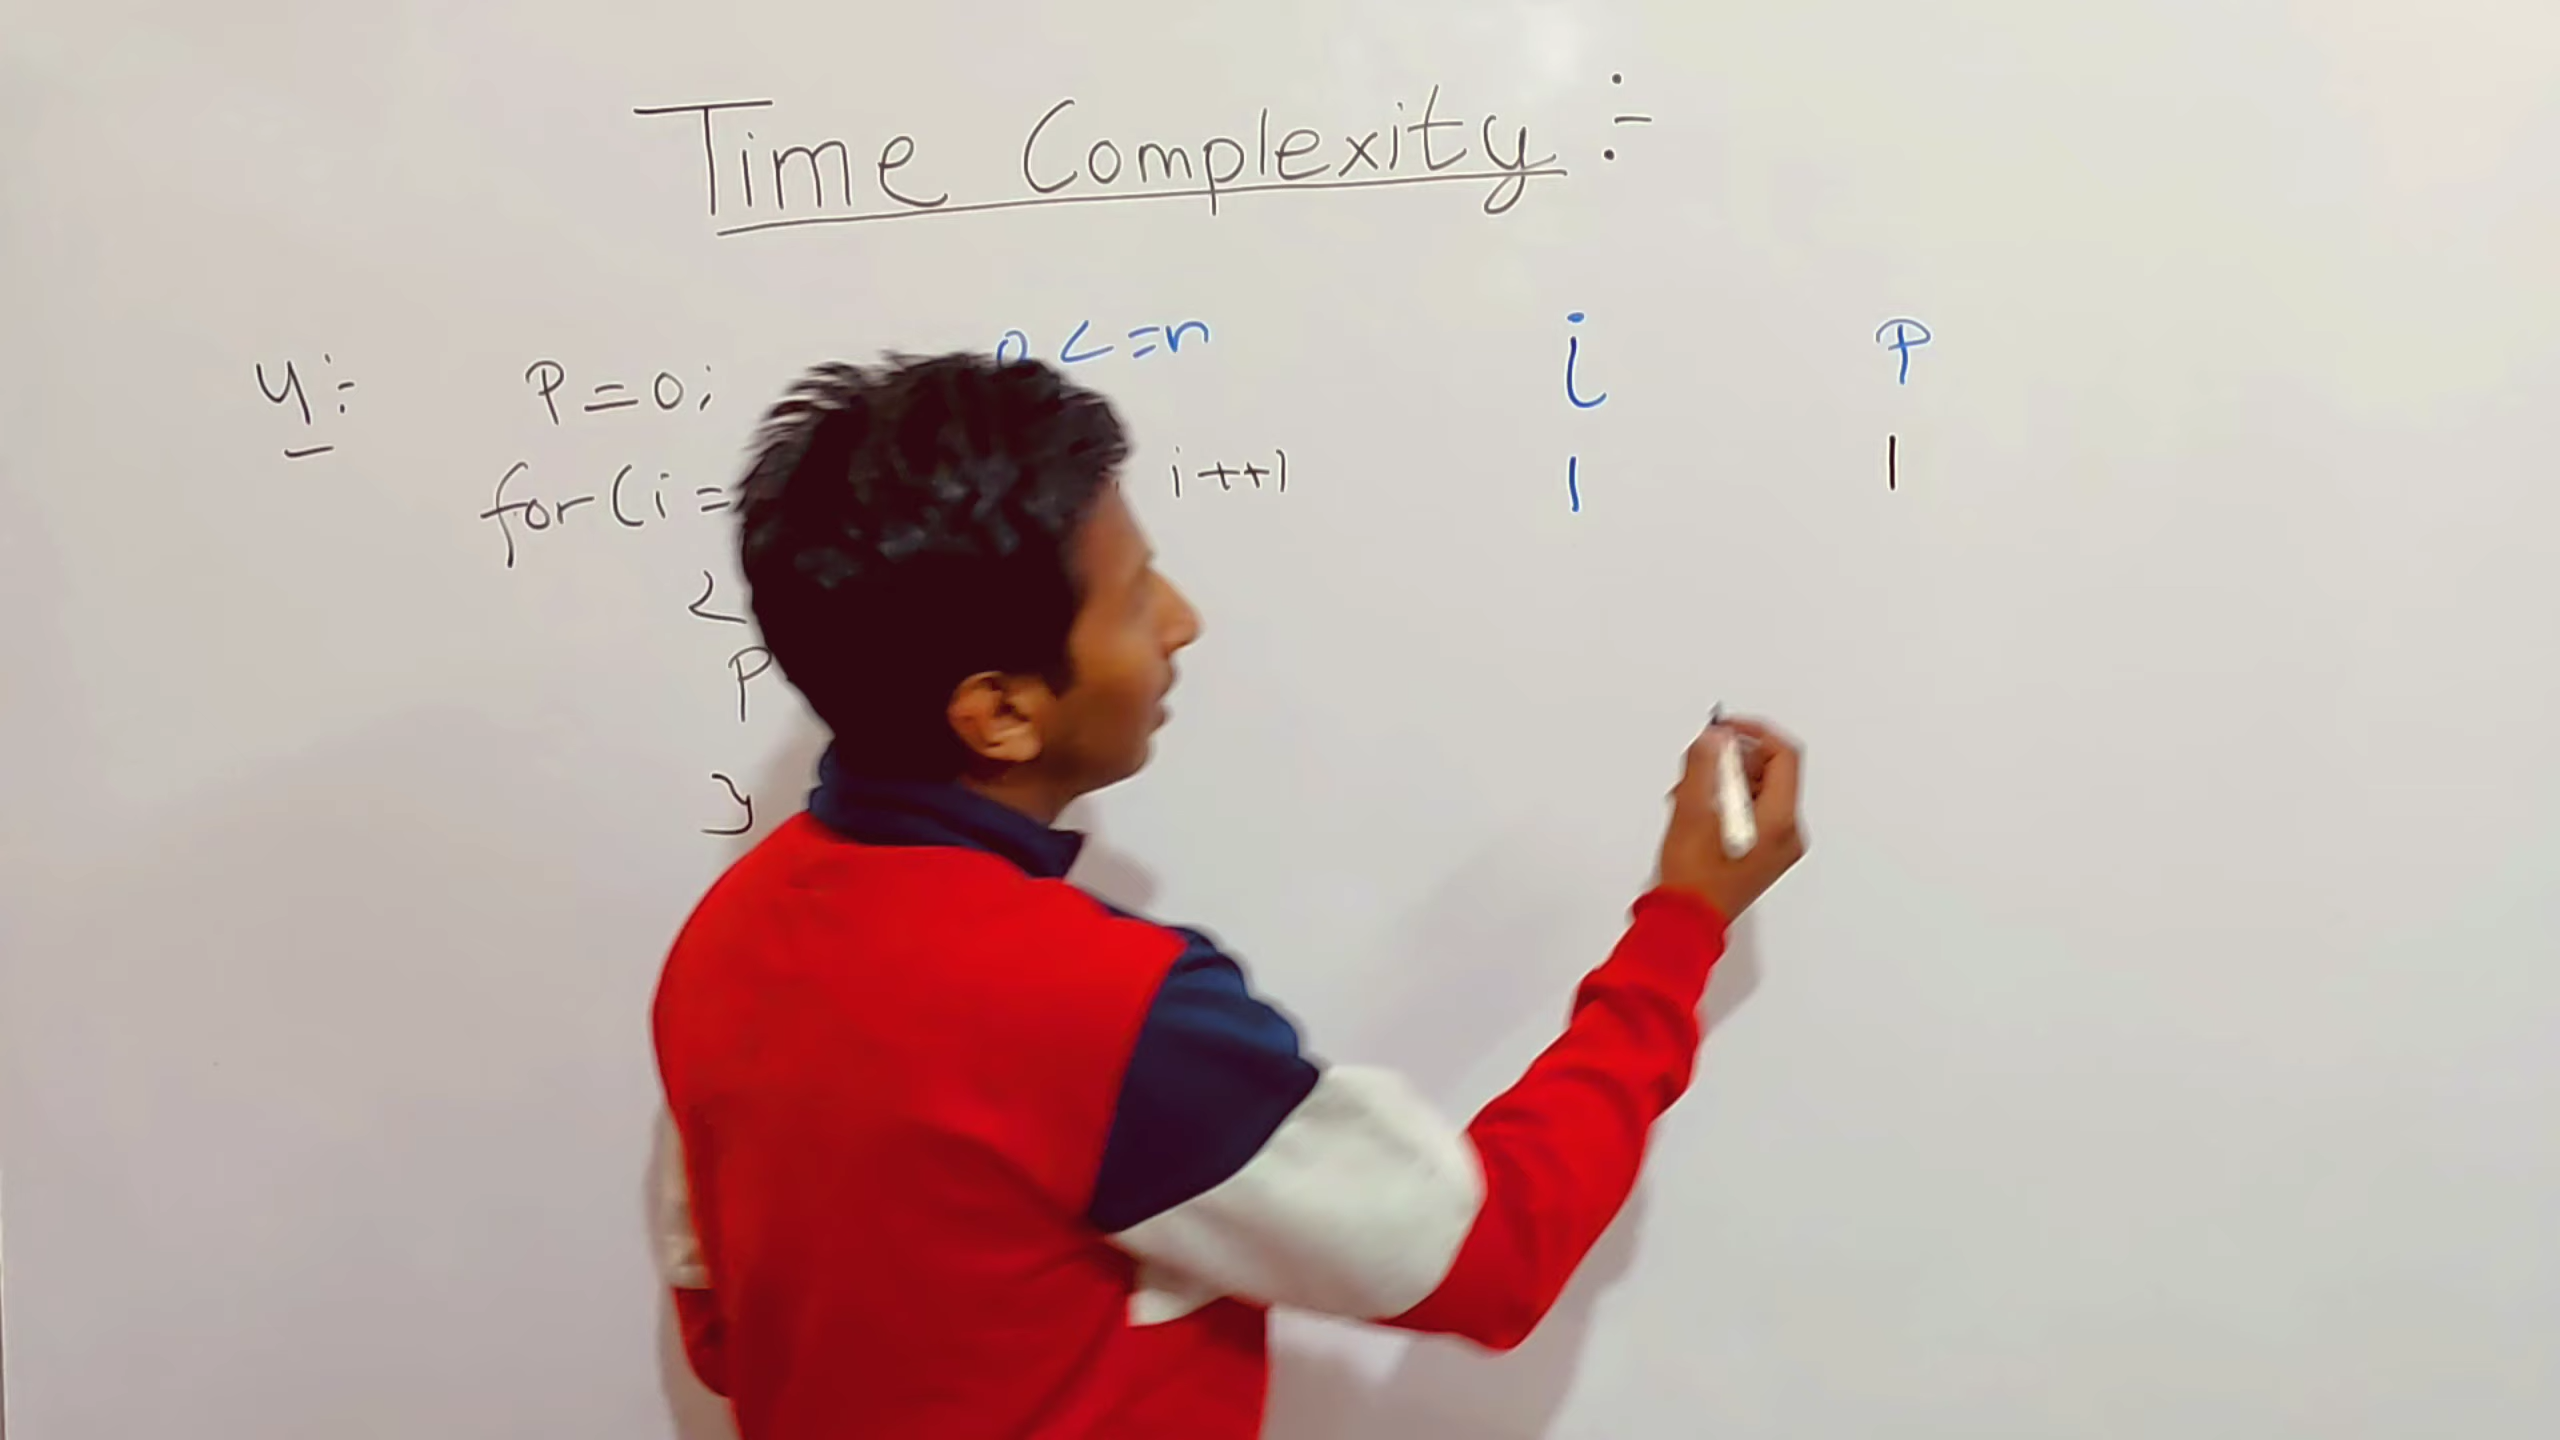 Time Complexity :-
4:- P=0; <=n i P
for(i= i++) 1 1
{
P
}